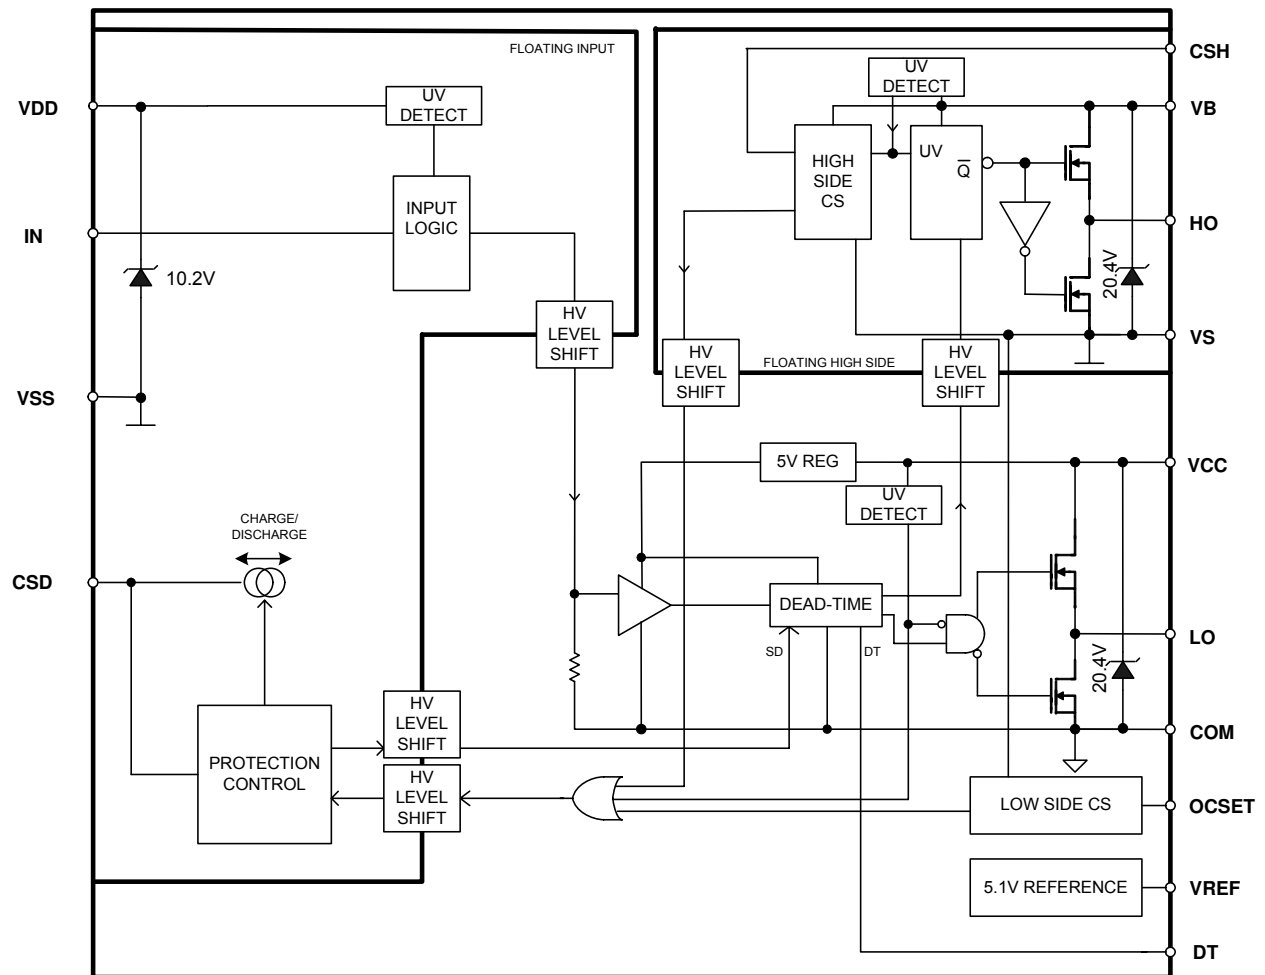 FLOATING INPUT
CSH
UV
DETECT
VDD
UV
DETECT
VB
HIGH
SIDE
CS
UV
Q̅
INPUT
LOGIC
IN
HO
10.2V
20.4V
HV
LEVEL
SHIFT
VS
HV
LEVEL
SHIFT
FLOATING HIGH SIDE
HV
LEVEL
SHIFT
VSS
5V REG
VCC
UV
DETECT
CHARGE/
DISCHARGE
CSD
DEAD-TIME
SD
DT
LO
20.4V
HV
LEVEL
SHIFT
COM
PROTECTION
CONTROL
HV
LEVEL
SHIFT
LOW SIDE CS
OCSET
5.1V REFERENCE
VREF
DT